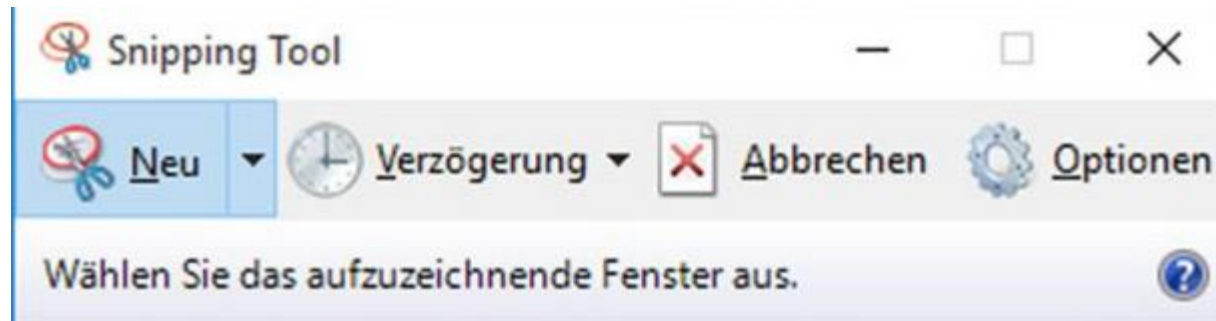 Snipping Tool
Neu Verzögerung Abbrechen Optionen
Wählen Sie das aufzuzeichnende Fenster aus. ?